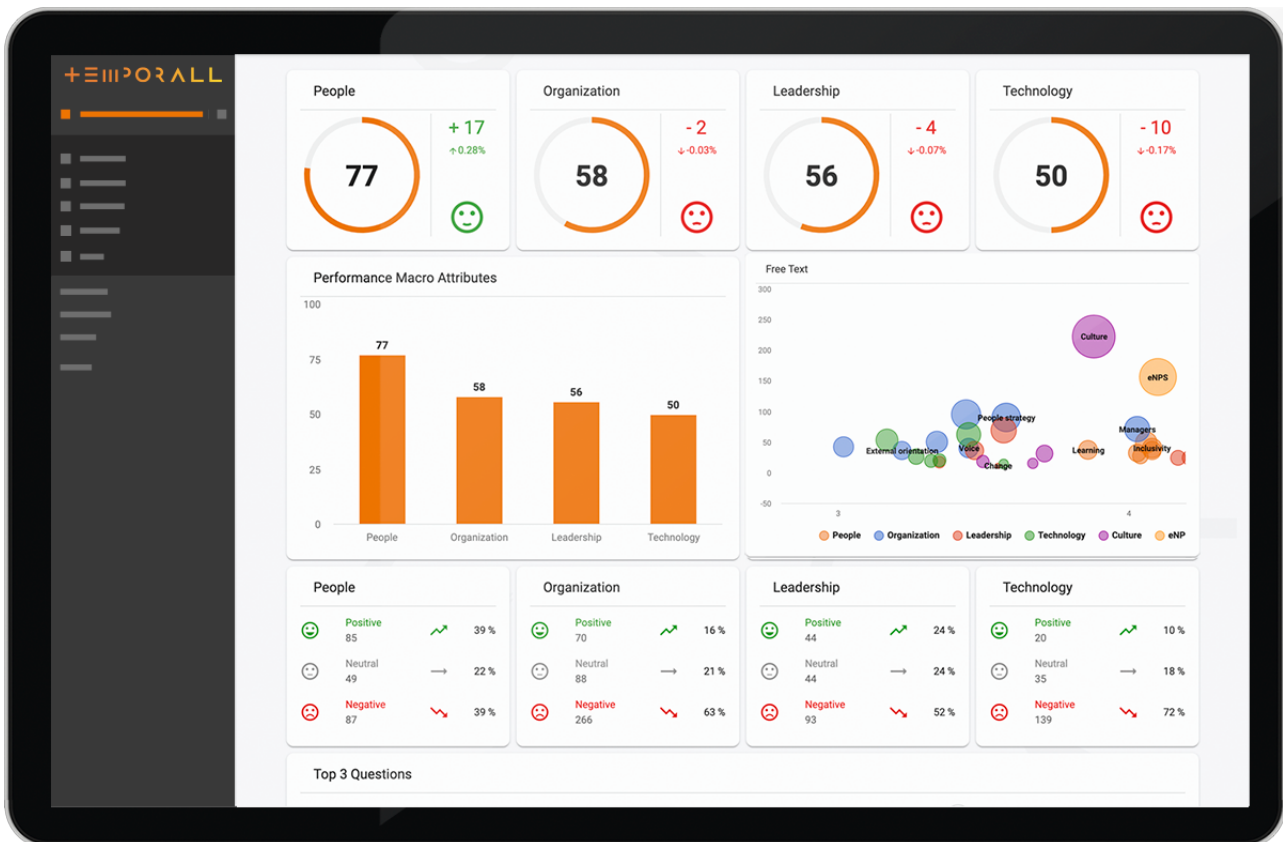 TEMPORALL
People
+ 17
↑0.28%
77
Organization
- 2
↓-0.03%
58
Leadership
- 4
↓-0.07%
56
Technology
- 10
↓-0.17%
50
Performance Macro Attributes
100
75
50
25
0
77
58
56
50
People
Organization
Leadership
Technology
Free Text
300
250
200
150
100
50
0
-50
Culture
eNPS
People strategy
Managers
External orientation
Voice
Change
Learning
Inclusivity
3
4
People
Organization
Leadership
Technology
Culture
eNP
People
Positive
85
39 %
Neutral
49
22 %
Negative
87
39 %
Organization
Positive
70
16 %
Neutral
88
21 %
Negative
266
63 %
Leadership
Positive
44
24 %
Neutral
44
24 %
Negative
93
52 %
Technology
Positive
20
10 %
Neutral
35
18 %
Negative
139
72 %
Top 3 Questions